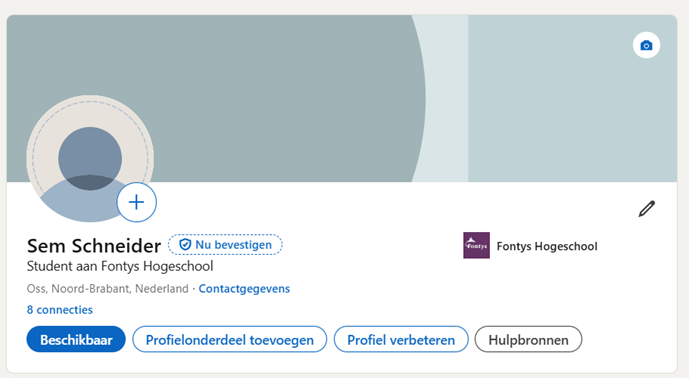 Sem Schneider Nu bevestigen
Fontys Fontys Hogeschool
Student aan Fontys Hogeschool
Oss, Noord-Brabant, Nederland · Contactgegevens
8 connecties
Beschikbaar Profielonderdeel toevoegen Profiel verbeteren Hulpbronnen